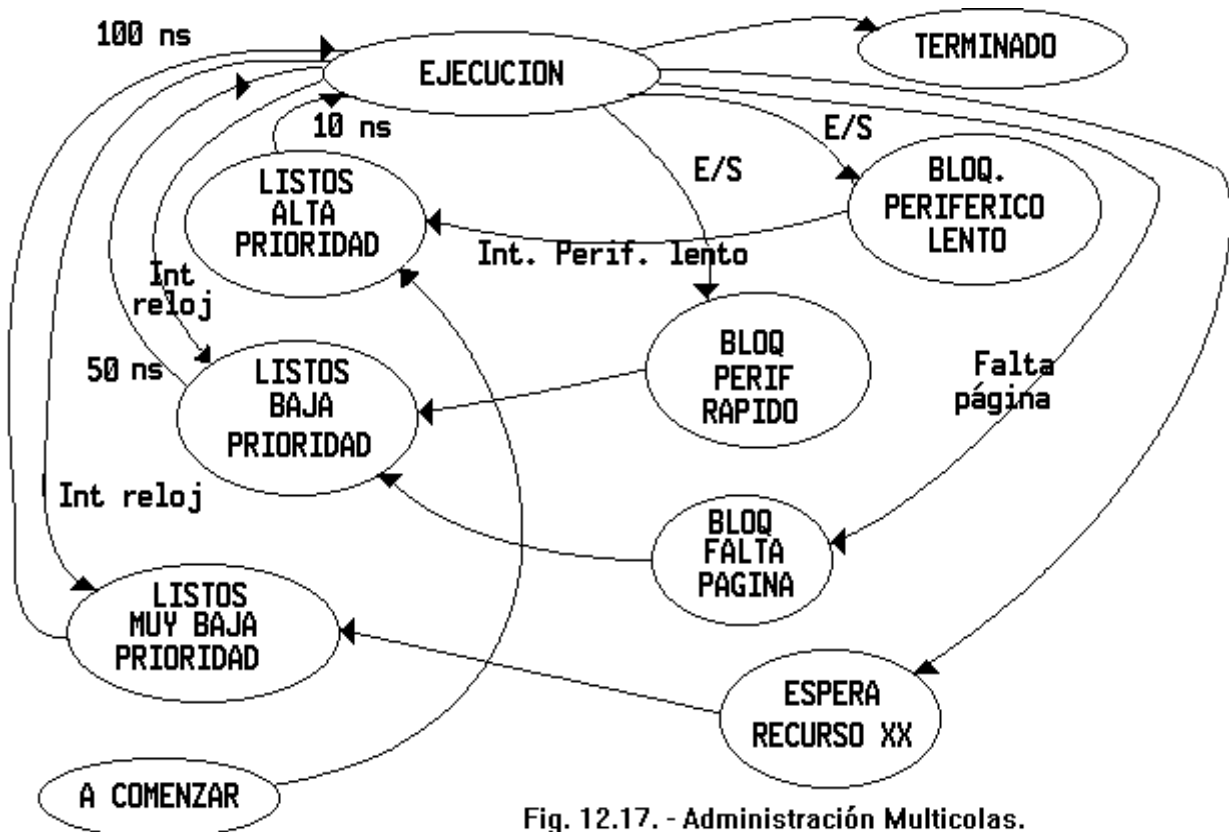 100 ns
TERMINADO
EJECUCION
10 ns
E/S
E/S
LISTOS
ALTA
PRIORIDAD
BLOQ.
PERIFERICO
LENTO
Int. Perif. lento
Int
reloj
BLOQ
PERIF
RAPIDO
50 ns
LISTOS
BAJA
PRIORIDAD
Falta
página
Int reloj
BLOQ
FALTA
PAGINA
LISTOS
MUY BAJA
PRIORIDAD
ESPERA
RECURSO XX
A COMENZAR
Fig. 12.17. - Administración Multicolas.